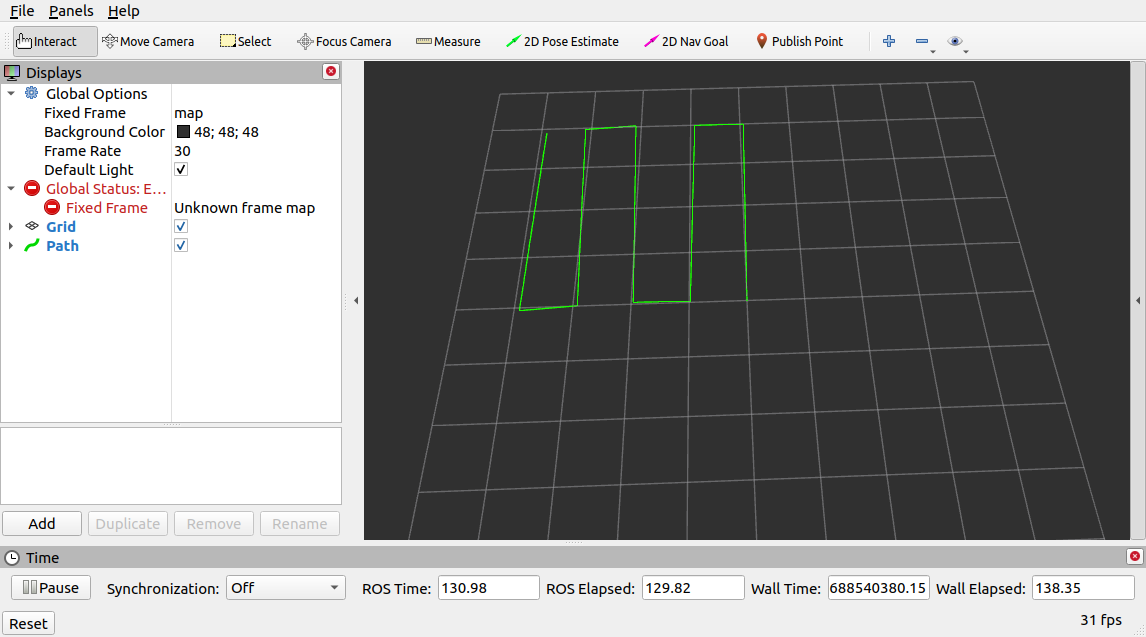 File Panels Help
Interact Move Camera Select Focus Camera Measure 2D Pose Estimate 2D Nav Goal Publish Point
Displays
Global Options
Fixed Frame map
Background Color 48; 48; 48
Frame Rate 30
Default Light
Global Status: E...
Fixed Frame Unknown frame map
Grid
Path
Add Duplicate Remove Rename
Time
Pause Synchronization: Off ROS Time: 130.98 ROS Elapsed: 129.82 Wall Time: 688540380.15 Wall Elapsed: 138.35
Reset 31 fps